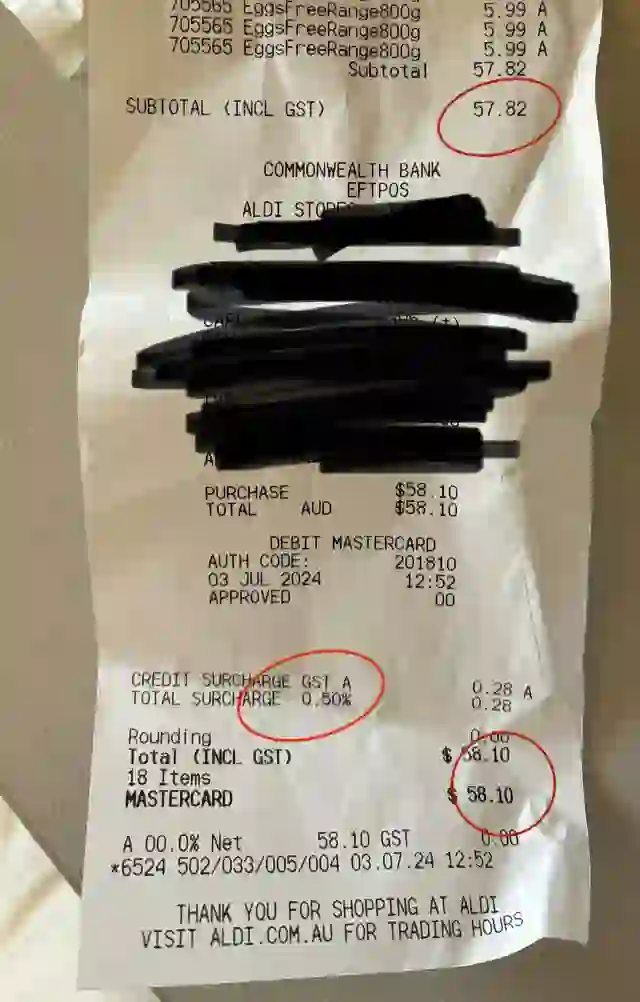 705565 EggsFreeRange800g 5.99 A
705565 EggsFreeRange800g 5.99 A
705565 EggsFreeRange800g 5.99 A
Subtotal 57.82
SUBTOTAL (INCL GST) 57.82
COMMONWEALTH BANK
EFTPOS
ALDI STORES
PURCHASE $58.10
TOTAL AUD $58.10
DEBIT MASTERCARD
AUTH CODE: 201810
03 JUL 2024 12:52
APPROVED 00
CREDIT SURCHARGE GST A 0.28 A
TOTAL SURCHARGE 0.50% 0.28
Rounding 0.00
Total (INCL GST) $ 58.10
18 Items
MASTERCARD $ 58.10
A 00.0% Net 58.10 GST 0.00
*6524 502/033/005/004 03.07.24 12:52
THANK YOU FOR SHOPPING AT ALDI
VISIT ALDI.COM.AU FOR TRADING HOURS